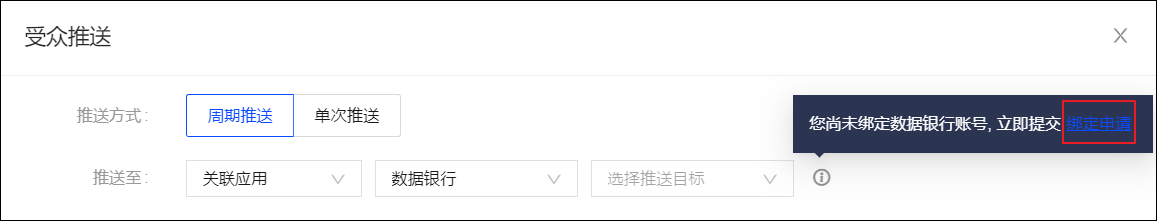 受众推送
推送方式：
周期推送
单次推送
您尚未绑定数据银行账号, 立即提交 绑定申请
推送至：
关联应用
数据银行
选择推送目标